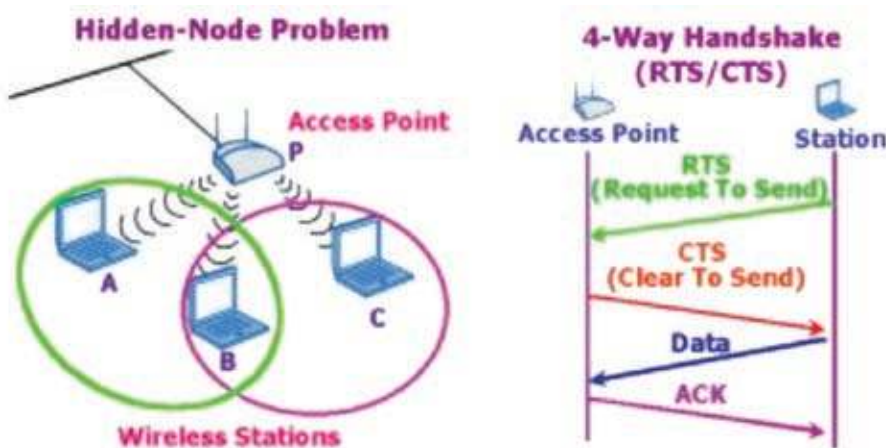 Hidden-Node Problem
Access Point
P
A
B
C
Wireless Stations
4-Way Handshake
(RTS/CTS)
Access Point
Station
RTS
(Request To Send)
CTS
(Clear To Send)
Data
ACK